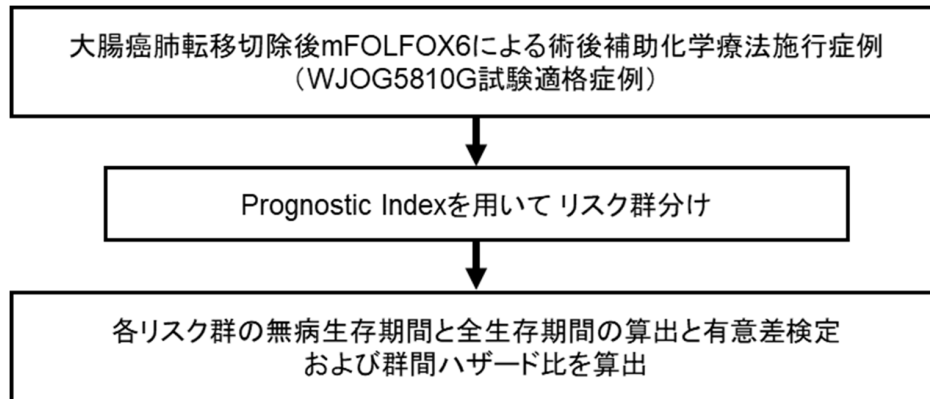 大腸癌肺転移切除後mFOLFOX6による術後補助化学療法施行症例
（WJOG5810G試験適格症例）
Prognostic Indexを用いて リスク群分け
各リスク群の無病生存期間と全生存期間の算出と有意差検定
および群間ハザード比を算出